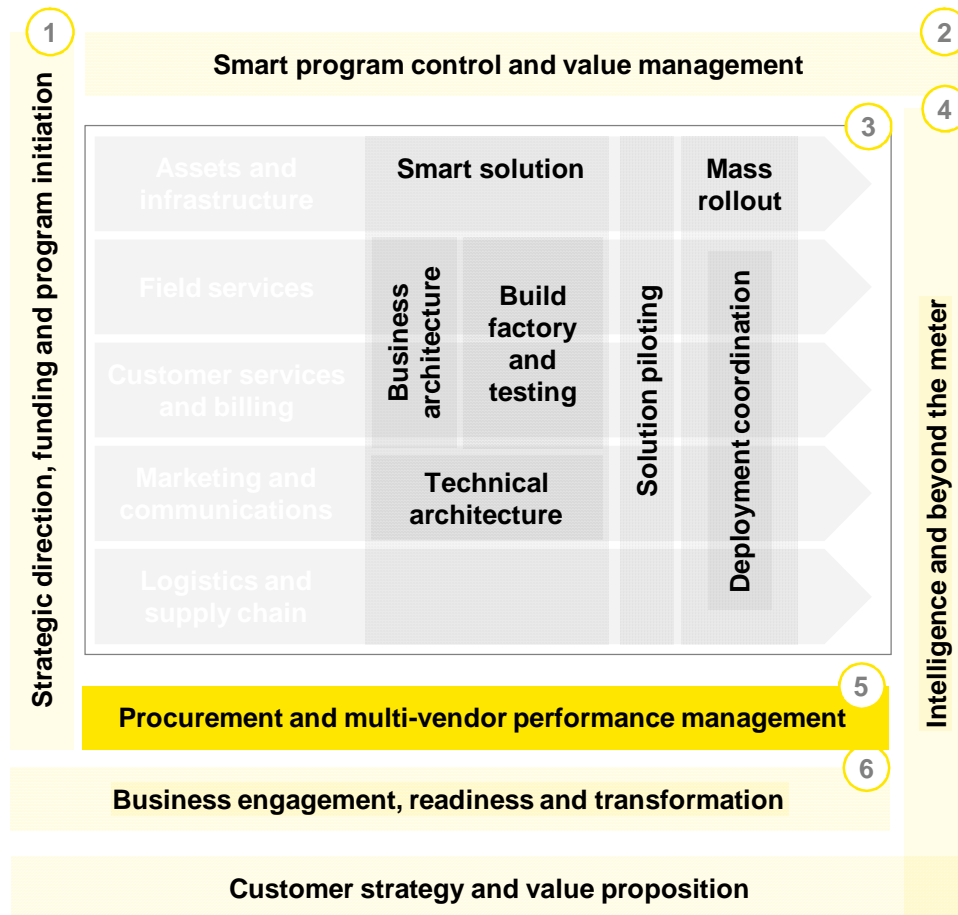 1
Strategic direction, funding and program initiation
2
Smart program control and value management
3
4
Intelligence and beyond the meter
Assets and
infrastructure
Field services
Customer services
and billing
Marketing and
communications
Logistics and
supply chain
Smart solution
Business
architecture
Build
factory
and
testing
Technical
architecture
Solution piloting
Mass
rollout
Deployment coordination
5
Procurement and multi-vendor performance management
6
Business engagement, readiness and transformation
Customer strategy and value proposition